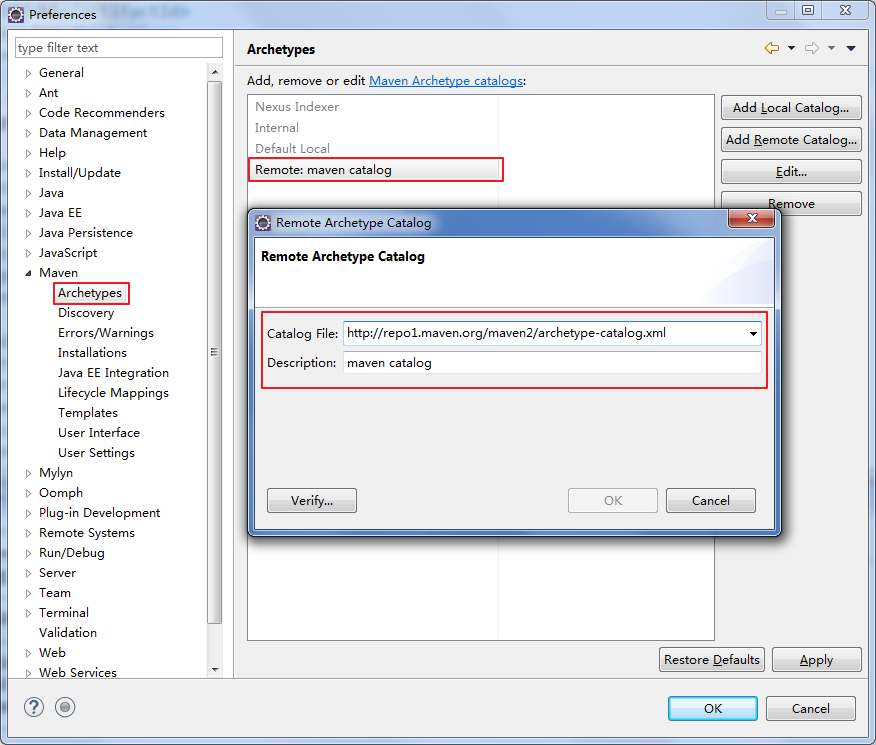 Preferences
type filter text
General
Ant
Code Recommenders
Data Management
Help
Install/Update
Java
Java EE
Java Persistence
JavaScript
Maven
Archetypes
Discovery
Errors/Warnings
Installations
Java EE Integration
Lifecycle Mappings
Templates
User Interface
User Settings
Mylyn
Oomph
Plug-in Development
Remote Systems
Run/Debug
Server
Team
Terminal
Validation
Web
Web Services
Archetypes
Add, remove or edit Maven Archetype catalogs:
Nexus Indexer
Internal
Default Local
Remote: maven catalog
Add Local Catalog...
Add Remote Catalog...
Edit...
Remove
Remote Archetype Catalog
Remote Archetype Catalog
Catalog File: http://repo1.maven.org/maven2/archetype-catalog.xml
Description: maven catalog
Verify...
OK
Cancel
Restore Defaults
Apply
?
OK
Cancel